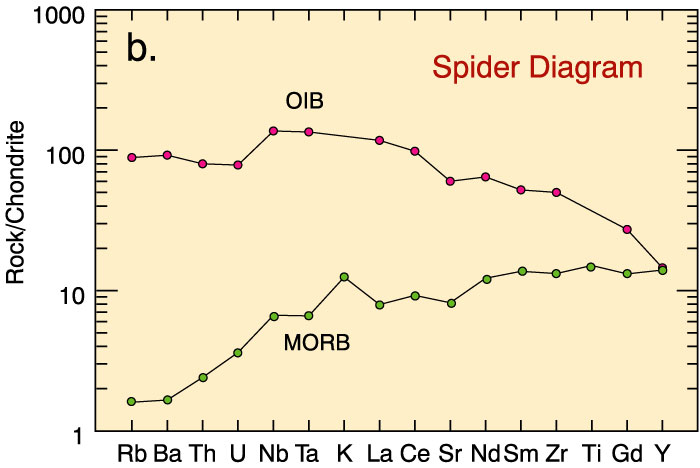 1000
b.
Spider Diagram
OIB
100
Rock/Chondrite
10
MORB
1
Rb Ba Th U Nb Ta K La Ce Sr Nd Sm Zr Ti Gd Y